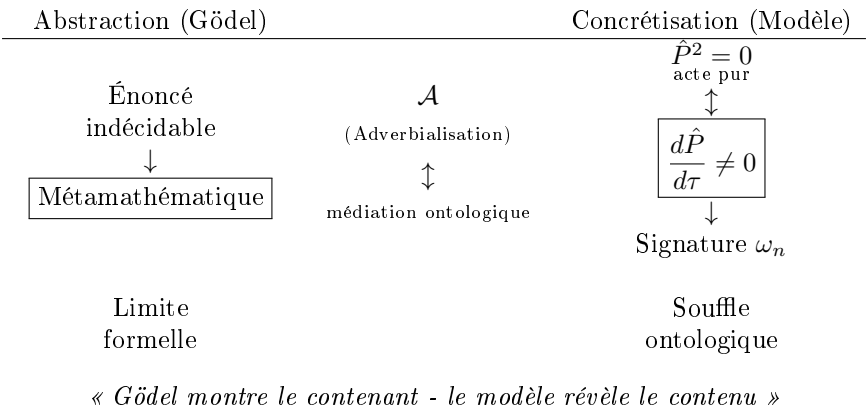 Abstraction (Gödel) Concrétisation (Modèle)
Énoncé
indécidable
↓
Métamathématique
Limite
formelle
𝒜
(Adverbialisation)
↕
médiation ontologique
P̂² = 0
acte pur
↕
dP̂/dτ ≠ 0
↓
Signature ωₙ
Souffle
ontologique
« Gödel montre le contenant - le modèle révèle le contenu »